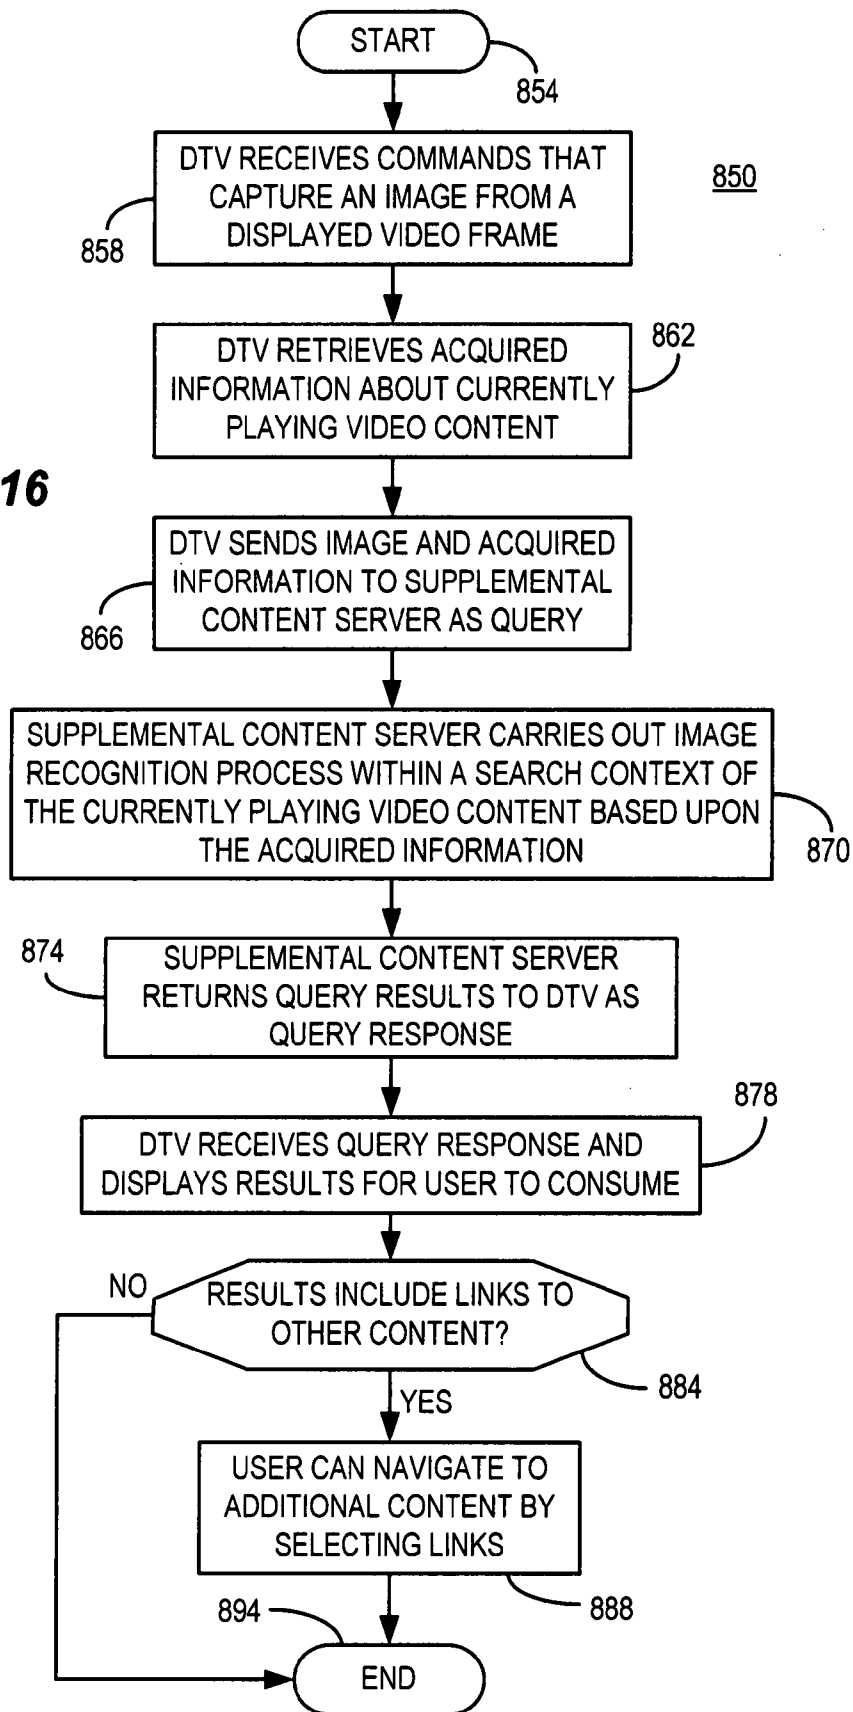 START
854
850
DTV RECEIVES COMMANDS THAT
CAPTURE AN IMAGE FROM A
DISPLAYED VIDEO FRAME
858
862
DTV RETRIEVES ACQUIRED
INFORMATION ABOUT CURRENTLY
PLAYING VIDEO CONTENT
16
DTV SENDS IMAGE AND ACQUIRED
INFORMATION TO SUPPLEMENTAL
CONTENT SERVER AS QUERY
866
SUPPLEMENTAL CONTENT SERVER CARRIES OUT IMAGE
RECOGNITION PROCESS WITHIN A SEARCH CONTEXT OF
THE CURRENTLY PLAYING VIDEO CONTENT BASED UPON
THE ACQUIRED INFORMATION
870
874
SUPPLEMENTAL CONTENT SERVER
RETURNS QUERY RESULTS TO DTV AS
QUERY RESPONSE
878
DTV RECEIVES QUERY RESPONSE AND
DISPLAYS RESULTS FOR USER TO CONSUME
NO
RESULTS INCLUDE LINKS TO
OTHER CONTENT?
884
YES
USER CAN NAVIGATE TO
ADDITIONAL CONTENT BY
SELECTING LINKS
888
894
END